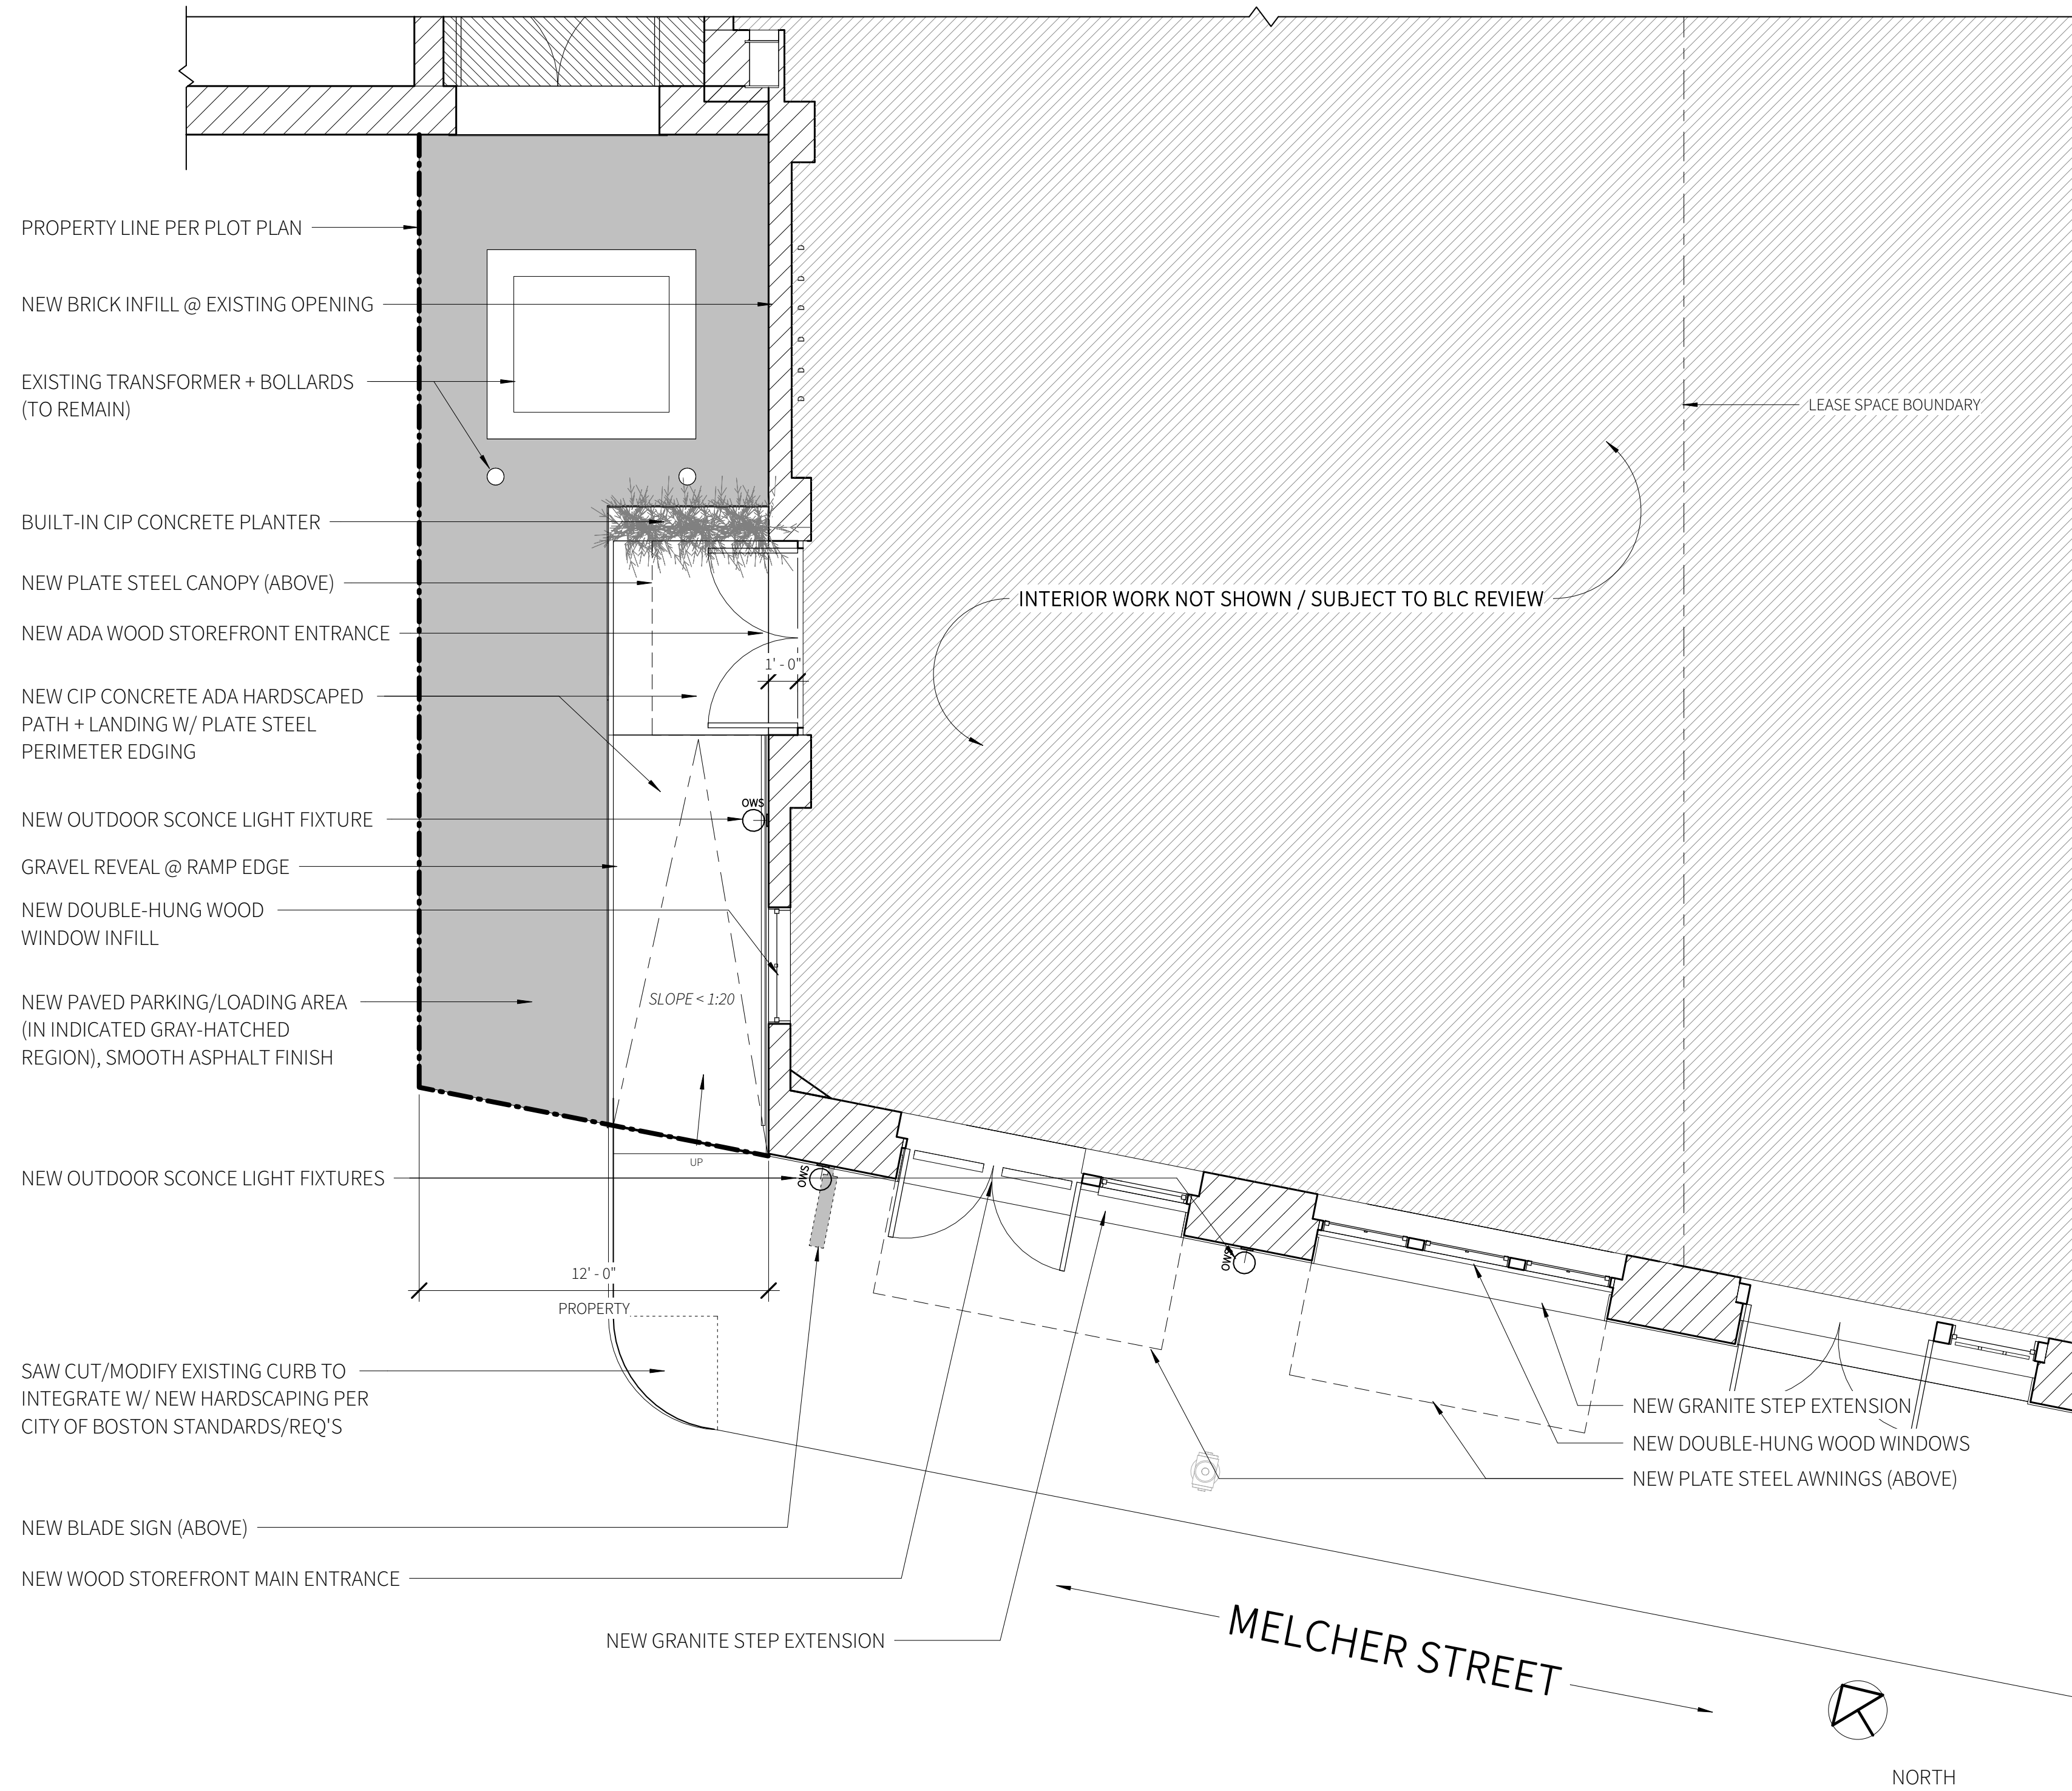 PROPERTY LINE PER PLOT PLAN
NEW BRICK INFILL @ EXISTING OPENING
EXISTING TRANSFORMER + BOLLARDS
(TO REMAIN)
BUILT-IN CIP CONCRETE PLANTER
NEW PLATE STEEL CANOPY (ABOVE)
NEW ADA WOOD STOREFRONT ENTRANCE
NEW CIP CONCRETE ADA HARDSCAPED
PATH + LANDING W/ PLATE STEEL
PERIMETER EDGING
NEW OUTDOOR SCONCE LIGHT FIXTURE
GRAVEL REVEAL @ RAMP EDGE
NEW DOUBLE-HUNG WOOD
WINDOW INFILL
NEW PAVED PARKING/LOADING AREA
(IN INDICATED GRAY-HATCHED
REGION), SMOOTH ASPHALT FINISH
NEW OUTDOOR SCONCE LIGHT FIXTURES
SAW CUT/MODIFY EXISTING CURB TO
INTEGRATE W/ NEW HARDSCAPING PER
CITY OF BOSTON STANDARDS/REQ'S
NEW BLADE SIGN (ABOVE)
NEW WOOD STOREFRONT MAIN ENTRANCE
NEW GRANITE STEP EXTENSION
D
D
D
D
D
D
1' - 0"
OWS
SLOPE < 1:20
UP
OWS
12' - 0"
PROPERTY
OWS
LEASE SPACE BOUNDARY
INTERIOR WORK NOT SHOWN / SUBJECT TO BLC REVIEW
NEW GRANITE STEP EXTENSION
NEW DOUBLE-HUNG WOOD WINDOWS
NEW PLATE STEEL AWNINGS (ABOVE)
MELCHER STREET
NORTH